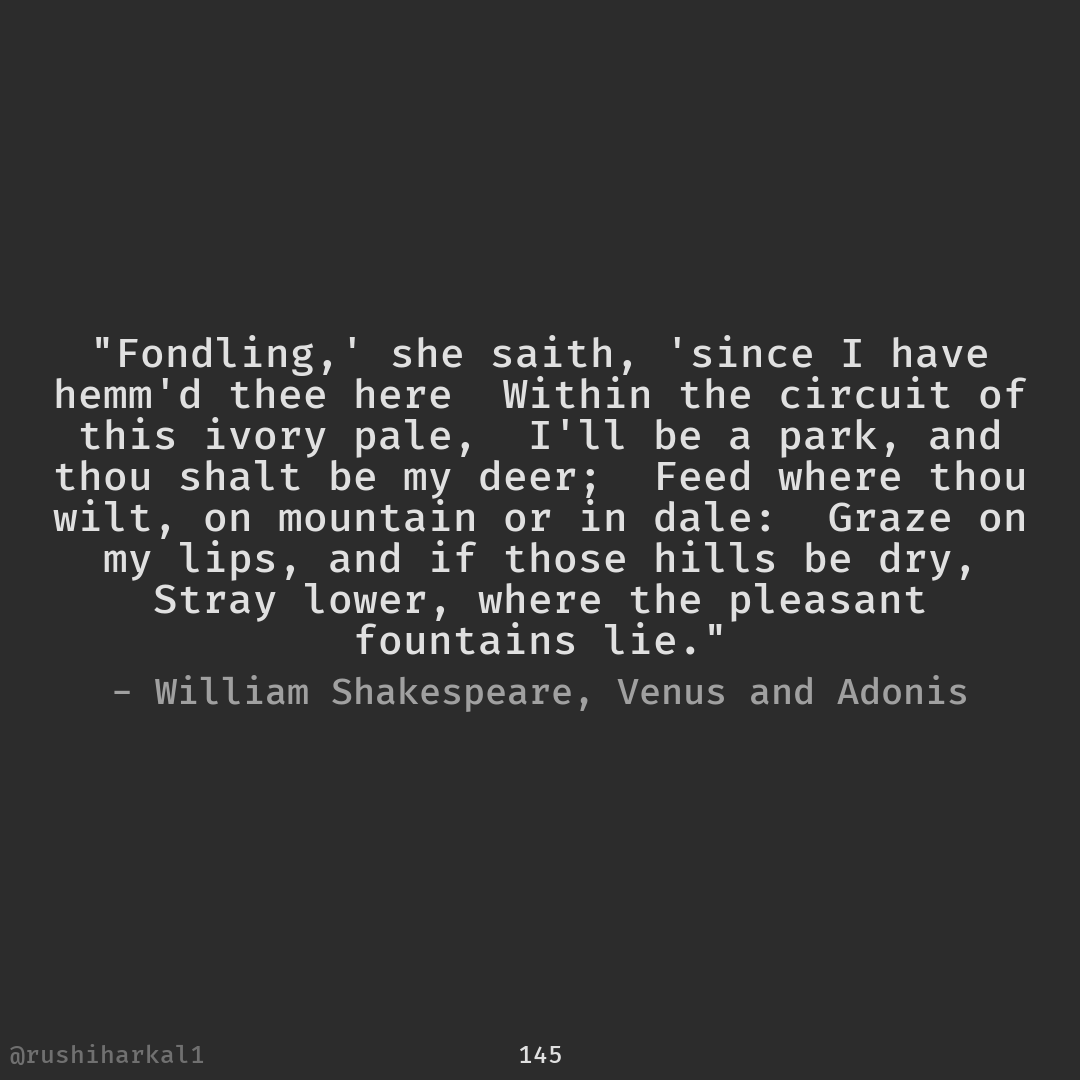 "Fondling,' she saith, 'since I have
hemm'd thee here  Within the circuit of
this ivory pale,  I'll be a park, and
thou shalt be my deer;  Feed where thou
wilt, on mountain or in dale:  Graze on
my lips, and if those hills be dry,
Stray lower, where the pleasant
fountains lie."
– William Shakespeare, Venus and Adonis
@rushiharkal1
145